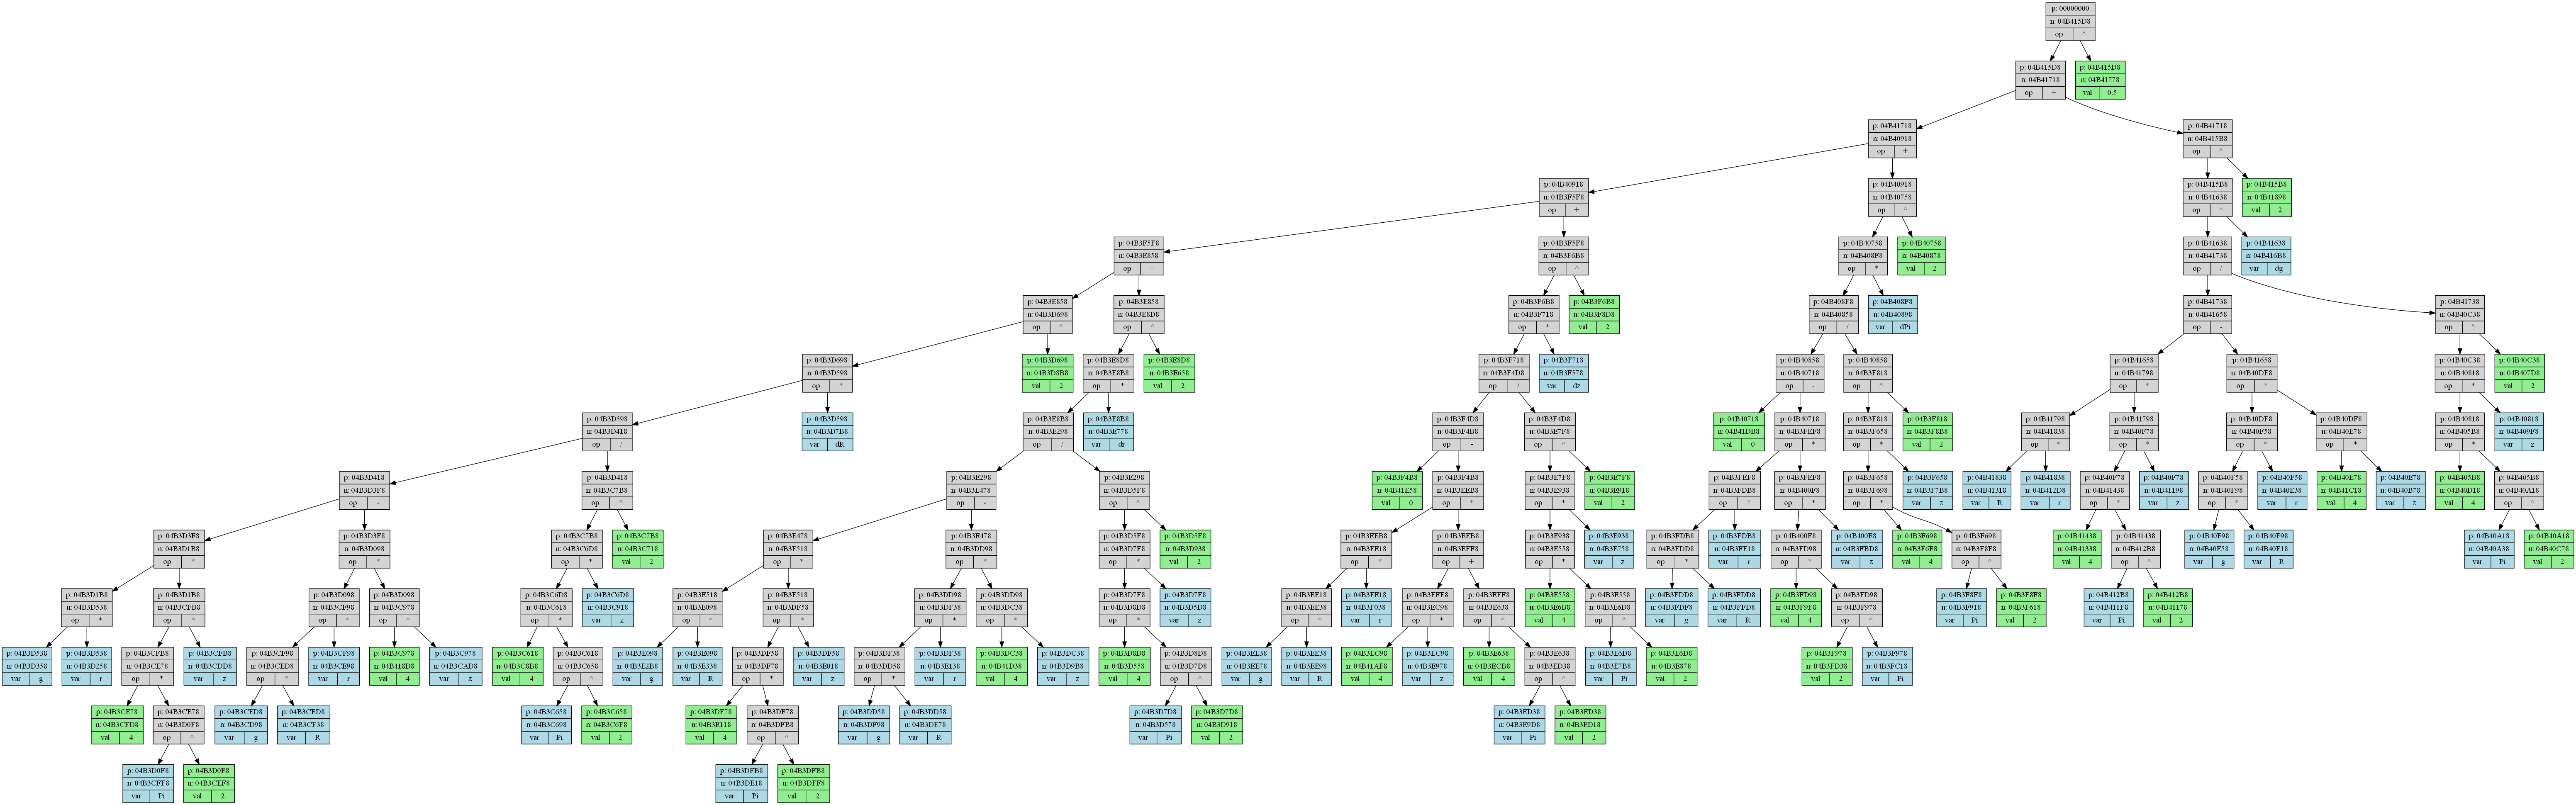 p: 00000000
n: 04B415D8
op ^
p: 04B415D8
n: 04B41718
op +
p: 04B415D8
n: 04B41778
val 0.5
p: 04B41718
n: 04B40918
op +
p: 04B41718
n: 04B415B8
op ^
p: 04B40918
n: 04B3F5F8
op +
p: 04B40918
n: 04B40758
op ^
p: 04B415B8
n: 04B41638
op *
p: 04B415B8
n: 04B41898
val 2
p: 04B3F5F8
n: 04B3E858
op +
p: 04B3F5F8
n: 04B3F6B8
op ^
p: 04B40758
n: 04B408F8
op *
p: 04B40758
n: 04B40878
val 2
p: 04B41638
n: 04B41738
op /
p: 04B41638
n: 04B416B8
var dg
p: 04B3E858
n: 04B3D698
op ^
p: 04B3E858
n: 04B3E8D8
op ^
p: 04B3F6B8
n: 04B3F718
op *
p: 04B3F6B8
n: 04B3F8D8
val 2
p: 04B408F8
n: 04B40858
op /
p: 04B408F8
n: 04B40898
var dPi
p: 04B41738
n: 04B41658
op -
p: 04B41738
n: 04B40C38
op ^
p: 04B3D698
n: 04B3D598
op *
p: 04B3D698
n: 04B3D8B8
val 2
p: 04B3E8D8
n: 04B3E8B8
op *
p: 04B3E8D8
n: 04B3E658
val 2
p: 04B3F718
n: 04B3F4D8
op /
p: 04B3F718
n: 04B3F578
var dz
p: 04B40858
n: 04B40718
op -
p: 04B40858
n: 04B3F818
op ^
p: 04B41658
n: 04B41798
op *
p: 04B41658
n: 04B40DF8
op *
p: 04B40C38
n: 04B40818
op *
p: 04B40C38
n: 04B407D8
val 2
p: 04B3D598
n: 04B3D418
op /
p: 04B3D598
n: 04B3D7B8
var dR
p: 04B3E8B8
n: 04B3E298
op /
p: 04B3E8B8
n: 04B3E778
var dr
p: 04B3F4D8
n: 04B3F4B8
op -
p: 04B3F4D8
n: 04B3E7F8
op ^
p: 04B40718
n: 04B41DB8
val 0
p: 04B40718
n: 04B3FEF8
op *
p: 04B3F818
n: 04B3F658
op *
p: 04B3F818
n: 04B3F8B8
val 2
p: 04B41798
n: 04B41838
op *
p: 04B41798
n: 04B40F78
op *
p: 04B40DF8
n: 04B40F58
op *
p: 04B40DF8
n: 04B40E78
op *
p: 04B40818
n: 04B405B8
op *
p: 04B40818
n: 04B409F8
var z
p: 04B3D418
n: 04B3D3F8
op -
p: 04B3D418
n: 04B3C7B8
op ^
p: 04B3E298
n: 04B3E478
op -
p: 04B3E298
n: 04B3D5F8
op ^
p: 04B3F4B8
n: 04B41E58
val 0
p: 04B3F4B8
n: 04B3EEB8
op *
p: 04B3E7F8
n: 04B3E938
op *
p: 04B3E7F8
n: 04B3E918
val 2
p: 04B3FEF8
n: 04B3FDB8
op *
p: 04B3FEF8
n: 04B400F8
op *
p: 04B3F658
n: 04B3F698
op *
p: 04B3F658
n: 04B3F7B8
var z
p: 04B41838
n: 04B41318
var R
p: 04B41838
n: 04B412D8
var r
p: 04B40F78
n: 04B41438
op *
p: 04B40F78
n: 04B41198
var z
p: 04B40F58
n: 04B40F98
op *
p: 04B40F58
n: 04B40E38
var r
p: 04B40E78
n: 04B41C18
val 4
p: 04B40E78
n: 04B40B78
var z
p: 04B405B8
n: 04B40D18
val 4
p: 04B405B8
n: 04B40A18
op ^
p: 04B3D3F8
n: 04B3D1B8
op *
p: 04B3D3F8
n: 04B3D098
op *
p: 04B3C7B8
n: 04B3C6D8
op *
p: 04B3C7B8
n: 04B3C718
val 2
p: 04B3E478
n: 04B3E518
op *
p: 04B3E478
n: 04B3DD98
op *
p: 04B3D5F8
n: 04B3D7F8
op *
p: 04B3D5F8
n: 04B3D938
val 2
p: 04B3EEB8
n: 04B3EE18
op *
p: 04B3EEB8
n: 04B3EFF8
op +
p: 04B3E938
n: 04B3E558
op *
p: 04B3E938
n: 04B3E758
var z
p: 04B3FDB8
n: 04B3FDD8
op *
p: 04B3FDB8
n: 04B3FE18
var r
p: 04B400F8
n: 04B3FD98
op *
p: 04B400F8
n: 04B3FBD8
var z
p: 04B3F698
n: 04B3F6F8
val 4
p: 04B3F698
n: 04B3F8F8
op ^
p: 04B41438
n: 04B41338
val 4
p: 04B41438
n: 04B412B8
op ^
p: 04B40F98
n: 04B40E58
var g
p: 04B40F98
n: 04B40E18
var R
p: 04B40A18
n: 04B40A38
var Pi
p: 04B40A18
n: 04B40C78
val 2
p: 04B3D1B8
n: 04B3D538
op *
p: 04B3D1B8
n: 04B3CFB8
op *
p: 04B3D098
n: 04B3CF98
op *
p: 04B3D098
n: 04B3C978
op *
p: 04B3C6D8
n: 04B3C618
op *
p: 04B3C6D8
n: 04B3C918
var z
p: 04B3E518
n: 04B3E098
op *
p: 04B3E518
n: 04B3DF58
op *
p: 04B3DD98
n: 04B3DF38
op *
p: 04B3DD98
n: 04B3DC38
op *
p: 04B3D7F8
n: 04B3D8D8
op *
p: 04B3D7F8
n: 04B3D5D8
var z
p: 04B3EE18
n: 04B3EE38
op *
p: 04B3EE18
n: 04B3F038
var r
p: 04B3EFF8
n: 04B3EC98
op *
p: 04B3EFF8
n: 04B3E638
op *
p: 04B3E558
n: 04B3E6B8
val 4
p: 04B3E558
n: 04B3E6D8
op ^
p: 04B3FDD8
n: 04B3FDF8
var g
p: 04B3FDD8
n: 04B3FFD8
var R
p: 04B3FD98
n: 04B3F9F8
val 4
p: 04B3FD98
n: 04B3F978
op *
p: 04B3F8F8
n: 04B3F918
var Pi
p: 04B3F8F8
n: 04B3F618
val 2
p: 04B412B8
n: 04B411F8
var Pi
p: 04B412B8
n: 04B41178
val 2
p: 04B3D538
n: 04B3D358
var g
p: 04B3D538
n: 04B3D258
var r
p: 04B3CFB8
n: 04B3CE78
op *
p: 04B3CFB8
n: 04B3CDD8
var z
p: 04B3CF98
n: 04B3CED8
op *
p: 04B3CF98
n: 04B3CE98
var r
p: 04B3C978
n: 04B418D8
val 4
p: 04B3C978
n: 04B3CAD8
var z
p: 04B3C618
n: 04B3C8B8
val 4
p: 04B3C618
n: 04B3C658
op ^
p: 04B3E098
n: 04B3E2B8
var g
p: 04B3E098
n: 04B3E338
var R
p: 04B3DF58
n: 04B3DF78
op *
p: 04B3DF58
n: 04B3E018
var z
p: 04B3DF38
n: 04B3DD58
op *
p: 04B3DF38
n: 04B3E138
var r
p: 04B3DC38
n: 04B41D38
val 4
p: 04B3DC38
n: 04B3D9B8
var z
p: 04B3D8D8
n: 04B3D558
val 4
p: 04B3D8D8
n: 04B3D7D8
op ^
p: 04B3EE38
n: 04B3EE78
var g
p: 04B3EE38
n: 04B3EE98
var R
p: 04B3EC98
n: 04B41AF8
val 4
p: 04B3EC98
n: 04B3E978
var z
p: 04B3E638
n: 04B3ECB8
val 4
p: 04B3E638
n: 04B3ED38
op ^
p: 04B3E6D8
n: 04B3E7B8
var Pi
p: 04B3E6D8
n: 04B3E878
val 2
p: 04B3F978
n: 04B3FD38
val 2
p: 04B3F978
n: 04B3FC18
var Pi
p: 04B3CE78
n: 04B3CFD8
val 4
p: 04B3CE78
n: 04B3D0F8
op ^
p: 04B3CED8
n: 04B3CD98
var g
p: 04B3CED8
n: 04B3CF38
var R
p: 04B3C658
n: 04B3C698
var Pi
p: 04B3C658
n: 04B3C6F8
val 2
p: 04B3DF78
n: 04B3E118
val 4
p: 04B3DF78
n: 04B3DFB8
op ^
p: 04B3DD58
n: 04B3DF98
var g
p: 04B3DD58
n: 04B3DE78
var R
p: 04B3D7D8
n: 04B3D578
var Pi
p: 04B3D7D8
n: 04B3D918
val 2
p: 04B3ED38
n: 04B3E9D8
var Pi
p: 04B3ED38
n: 04B3ED18
val 2
p: 04B3D0F8
n: 04B3CFF8
var Pi
p: 04B3D0F8
n: 04B3CEF8
val 2
p: 04B3DFB8
n: 04B3DE18
var Pi
p: 04B3DFB8
n: 04B3DFF8
val 2